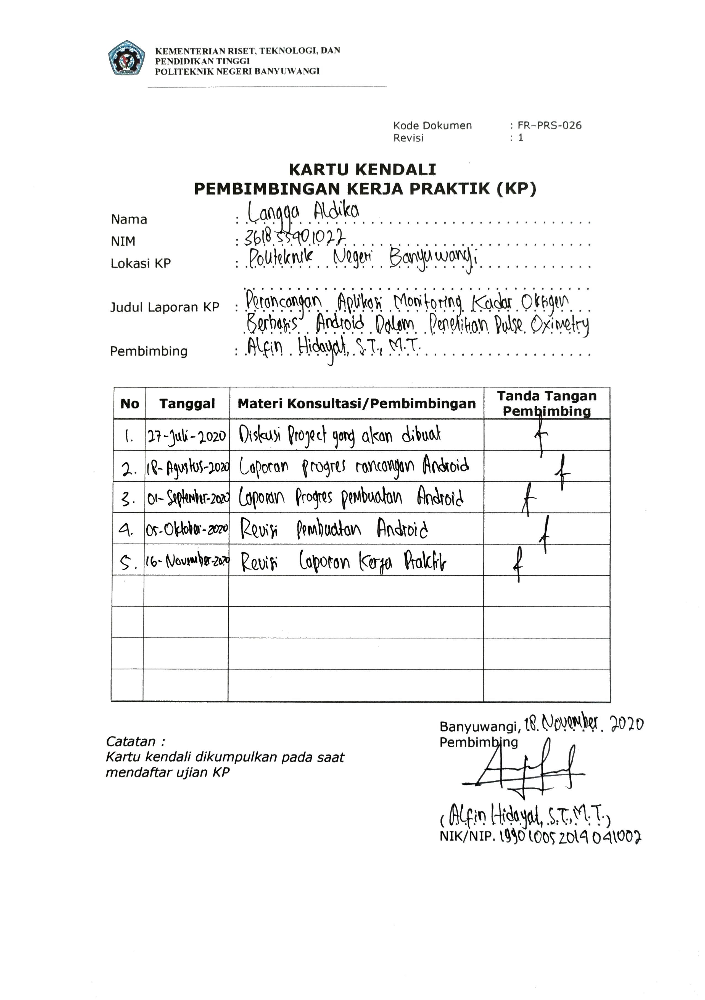 KEMENTERIAN RISET, TEKNOLOGI, DAN
PENDIDIKAN TINGGI
POLITEKNIK NEGERI BANYUWANGI
Kode Dokumen : FR-PRS-026
Revisi : 1
KARTU KENDALI
PEMBIMBINGAN KERJA PRAKTIK (KP)
Nama : Langga Aldika
NIM : 361855401022
Lokasi KP : Politeknik Negeri Banyuwangi
Judul Laporan KP : Perancangan Aplikasi Monitoring Kadar Oksigen
Berbasis Android Dalam Penelitian Pulse Oximetry
Pembimbing : Alfin Hidayat, S.T., M.T.
No Tanggal Materi Konsultasi/Pembimbingan Tanda Tangan Pembimbing
1. 27-Juli-2020 Diskusi Project yang akan dibuat
2. 18-Agustus-2020 Laporan progres rancangan Android
3. 01-September-2020 Laporan Progres pembuatan Android
4. 05-Oktober-2020 Revisi Pembuatan Android
5. 16-November-2020 Revisi Laporan Kerja Praktik
Banyuwangi, 18 November 2020
Pembimbing
Catatan :
Kartu kendali dikumpulkan pada saat
mendaftar ujian KP
(Alfin Hidayat, S.T., M.T.)
NIK/NIP. 199010052014041002